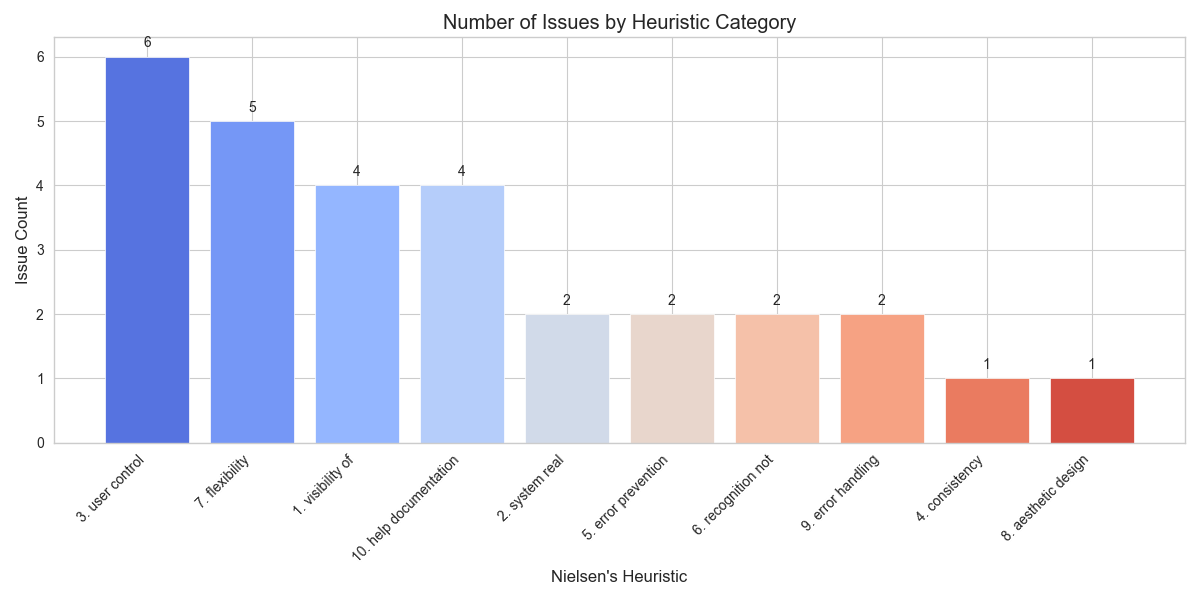 Number of Issues by Heuristic Category
Issue Count
6
5
4
3
2
1
0
6
5
4
4
2
2
2
2
1
1
3. user control
7. flexibility
1. visibility of
10. help documentation
2. system real
5. error prevention
6. recognition not
9. error handling
4. consistency
8. aesthetic design
Nielsen's Heuristic